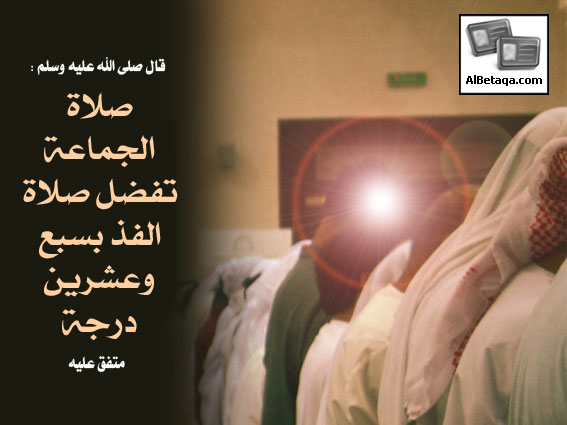 قال صلى الله عليه وسلم :
صلاة
الجماعة
تفضل صلاة
الفذ بسبع
وعشرين
درجة
متفق عليه
AlBetaqa.com